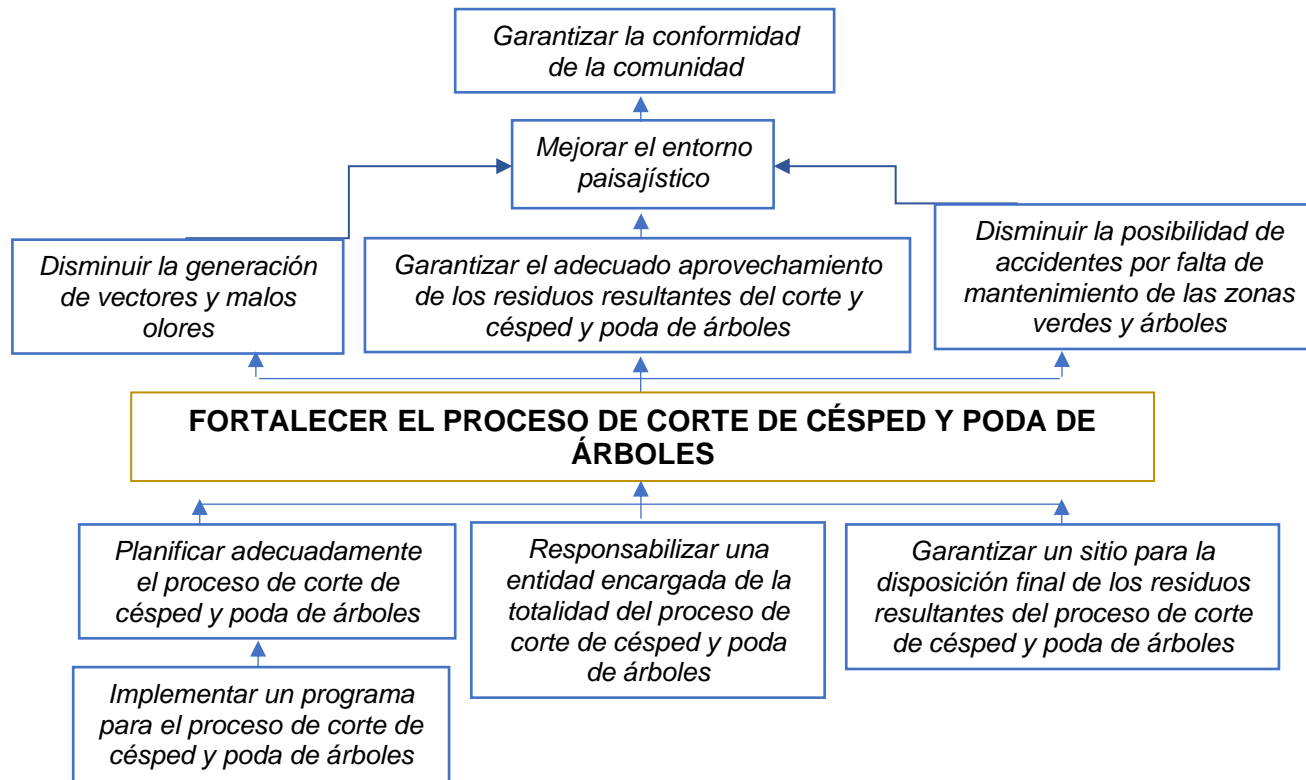 Garantizar la conformidad
de la comunidad
Mejorar el entorno
paisajístico
Disminuir la generación
de vectores y malos
olores
Garantizar el adecuado aprovechamiento
de los residuos resultantes del corte y
césped y poda de árboles
Disminuir la posibilidad de
accidentes por falta de
mantenimiento de las zonas
verdes y árboles
FORTALECER EL PROCESO DE CORTE DE CÉSPED Y PODA DE
ÁRBOLES
Planificar adecuadamente
el proceso de corte de
césped y poda de árboles
Responsabilizar una
entidad encargada de la
totalidad del proceso de
corte de césped y poda
de árboles
Garantizar un sitio para la
disposición final de los residuos
resultantes del proceso de corte
de césped y poda de árboles
Implementar un programa
para el proceso de corte de
césped y poda de árboles